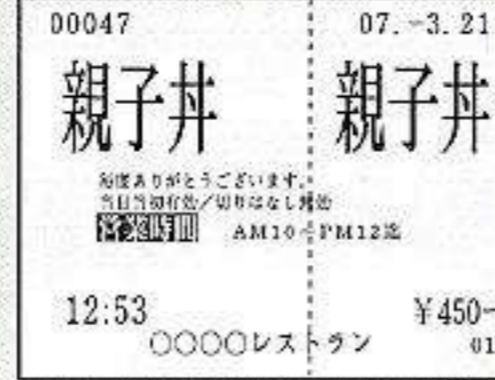 00047 07.-3.21
親子丼 親子丼
毎度ありがとうございます。
当日当初有効/切りはなし無効
営業時間 AM10-PM12迄
12:53 ¥450-
○○○○レストラン 01